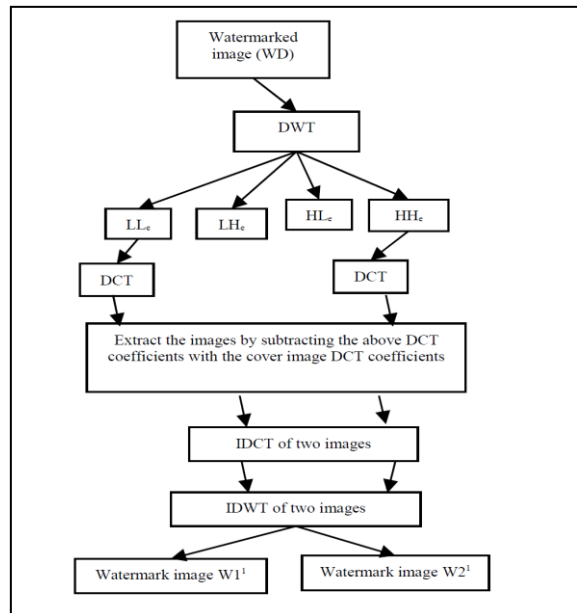 Watermarked
image (WD)
DWT
LLₑ
LHₑ
HLₑ
HHₑ
DCT
DCT
Extract the images by subtracting the above DCT
coefficients with the cover image DCT coefficients
IDCT of two images
IDWT of two images
Watermark image W1¹
Watermark image W2¹